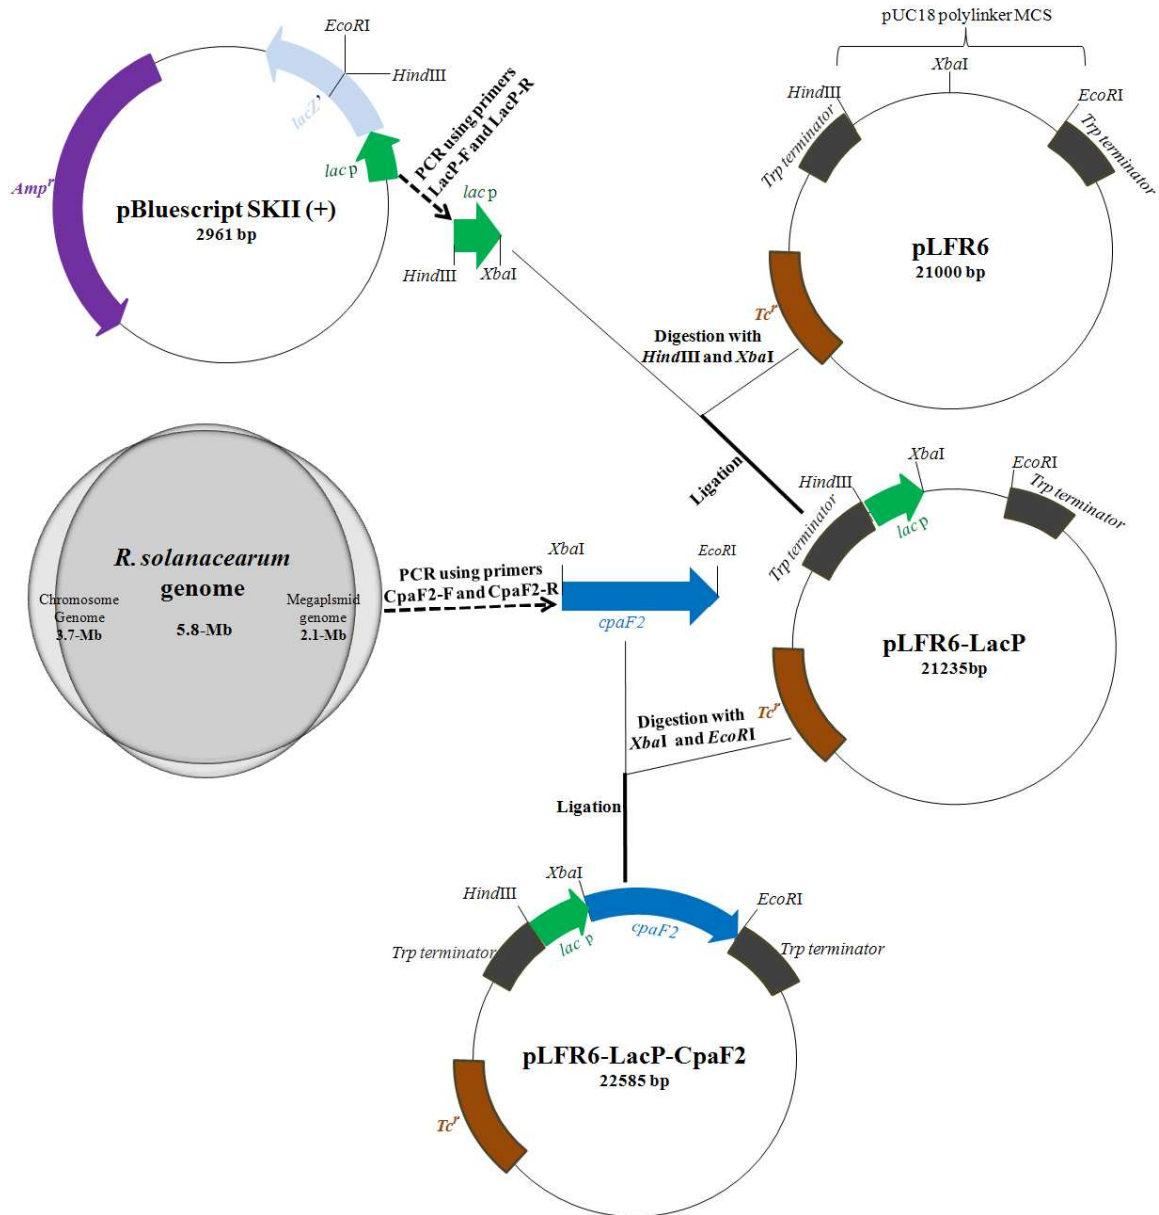 EcoRI
HindIII
lacZ'
lac p
Ampʳ
pBluescript SKII (+)
2961 bp
PCR using primers
LacP-F and LacP-R
lac p
HindIII
XbaI
pUC18 polylinker MCS
XbaI
HindIII
EcoRI
Trp terminator
Trp terminator
pLFR6
21000 bp
Tcʳ
Digestion with
HindIII and XbaI
Ligation
R. solanacearum
genome
Chromosome
Genome
3.7-Mb
5.8-Mb
Megaplsmid
genome
2.1-Mb
PCR using primers
CpaF2-F and CpaF2-R
XbaI
EcoRI
cpaF2
XbaI
HindIII
EcoRI
Trp terminator
lac p
Trp terminator
pLFR6-LacP
21235bp
Tcʳ
Digestion with
XbaI and EcoRI
Ligation
XbaI
HindIII
EcoRI
lac p
cpaF2
Trp terminator
Trp terminator
pLFR6-LacP-CpaF2
22585 bp
Tcʳ